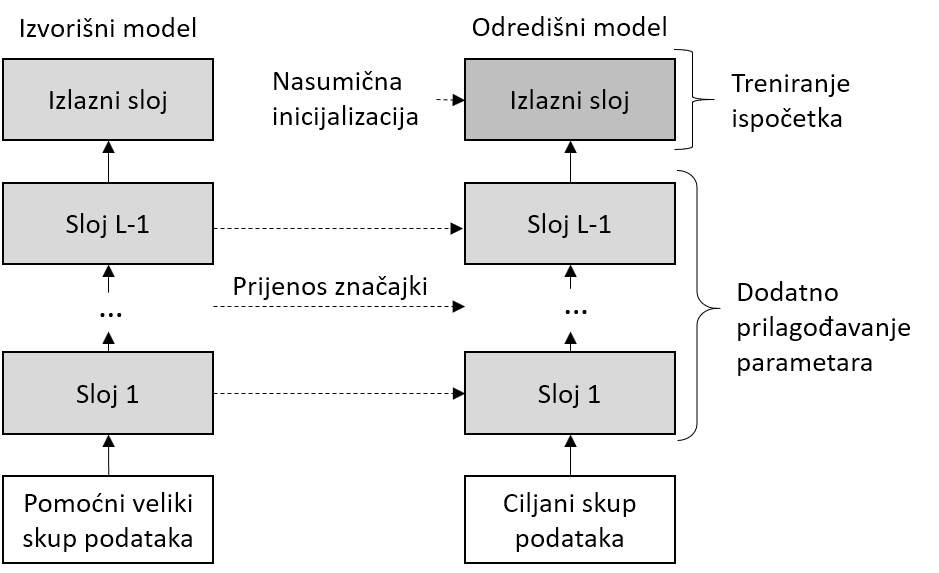 Izvorišni model
Odredišni model
Izlazni sloj
Nasumična
inicijalizacija
Izlazni sloj
Treniranje
ispočetka
Sloj L-1
Sloj L-1
Prijenos značajki
...
...
Dodatno
prilagođavanje
parametara
Sloj 1
Sloj 1
Pomoćni veliki
skup podataka
Ciljani skup
podataka